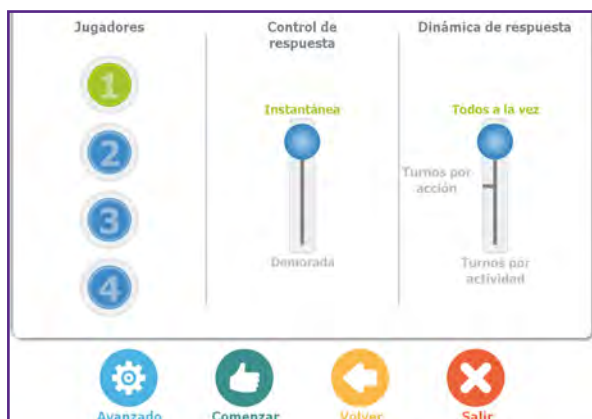 Jugadores
1
2
3
4
Control de
respuesta
Instantánea
Demorada
Dinámica de respuesta
Todos a la vez
Turnos por
acción
Turnos por
actividad
Avanzado
Comenzar
Volver
Salir